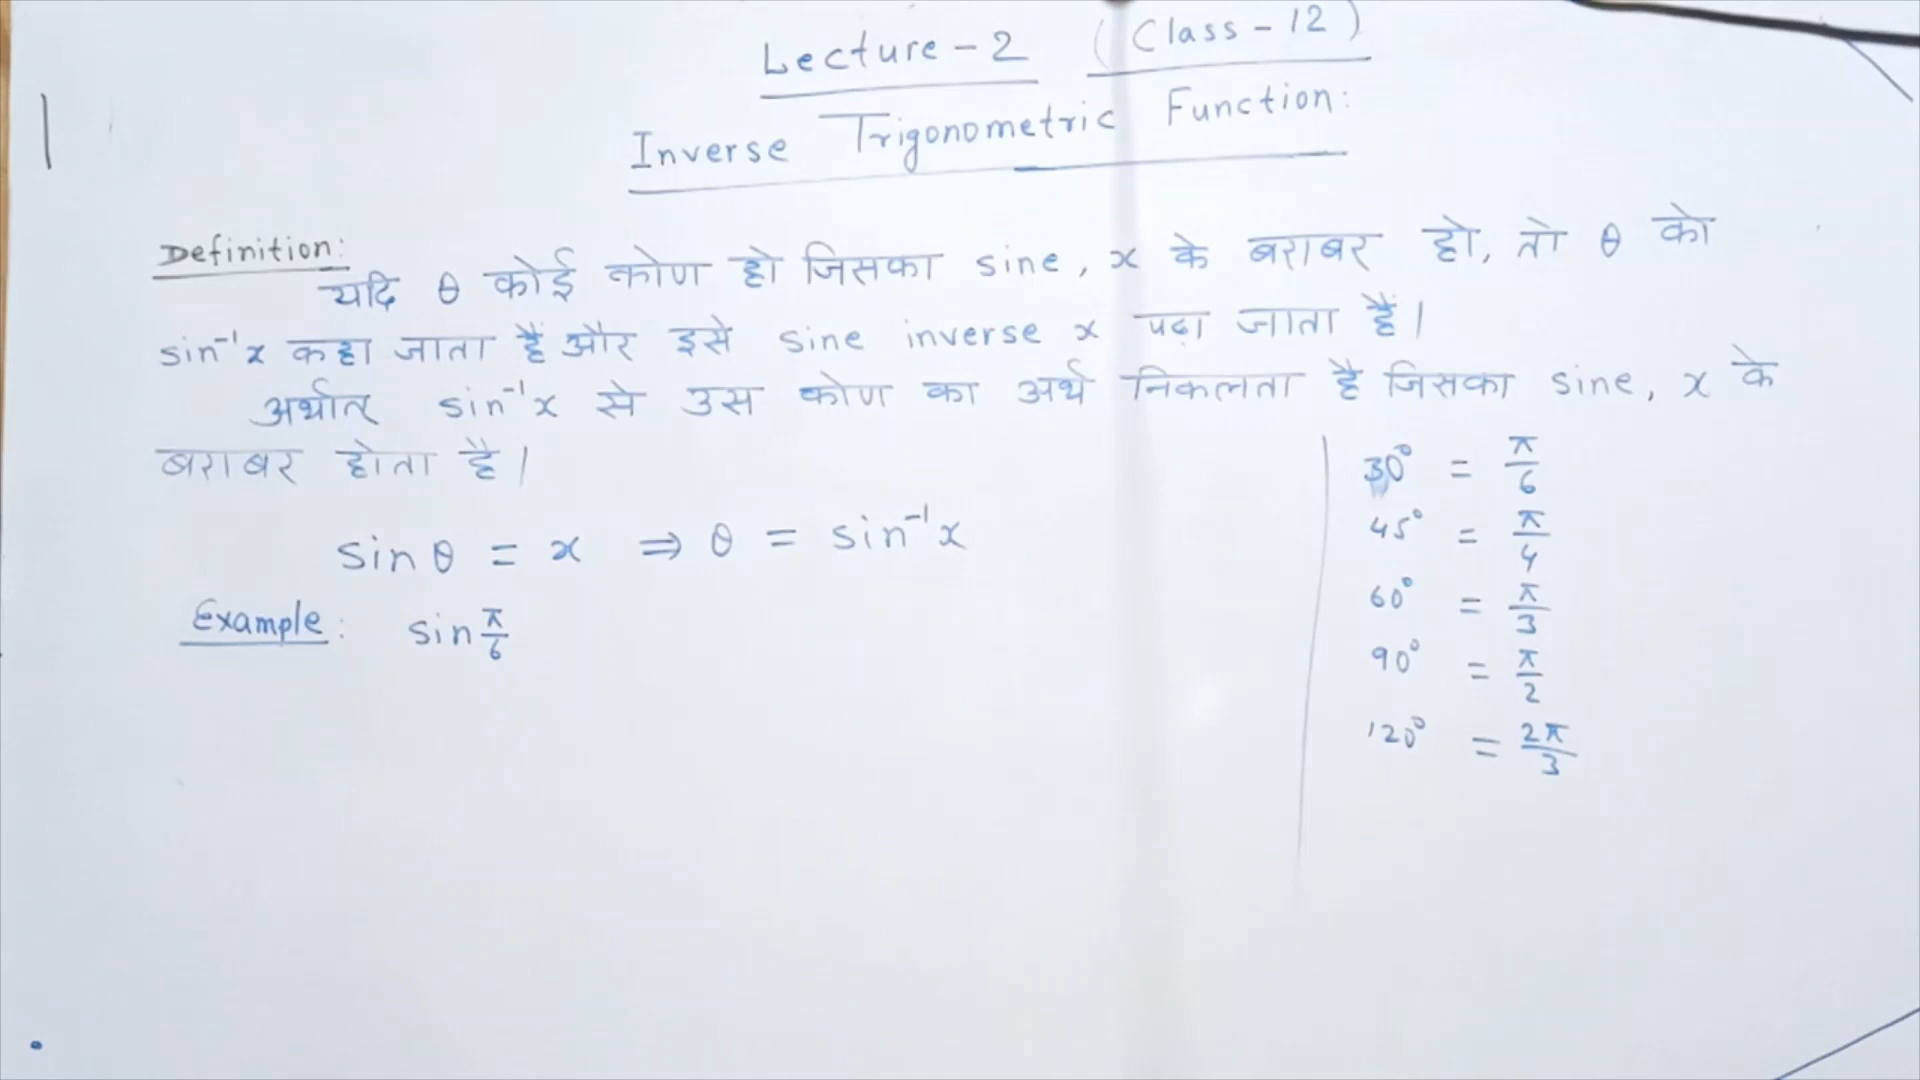 Lecture - 2 (Class - 12)
Inverse Trigonometric Function:
Definition:
यदि θ कोई कोण हो जिसका sine, x के बराबर हो, तो θ को
sin⁻¹x कहा जाता है और इसे sine inverse x पढ़ा जाता है।
अर्थात् sin⁻¹x से उस कोण का अर्थ निकलता है जिसका sine, x के
बराबर होता है।
sin θ = x ⇒ θ = sin⁻¹x
Example: sin π/6
30° = π/6
45° = π/4
60° = π/3
90° = π/2
120° = 2π/3